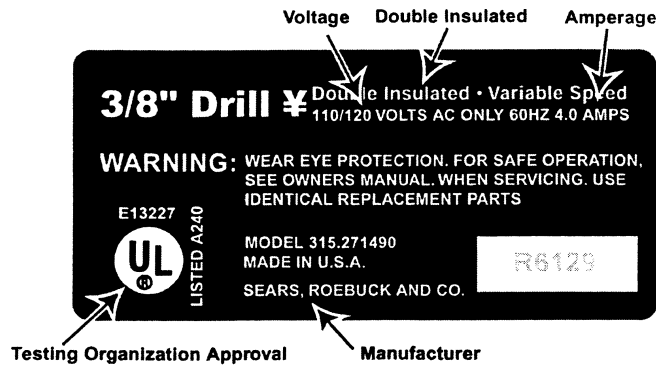 Voltage Double Insulated Amperage
3/8" Drill ¥ Double Insulated · Variable Speed
110/120 VOLTS AC ONLY 60HZ 4.0 AMPS
WARNING: WEAR EYE PROTECTION. FOR SAFE OPERATION,
SEE OWNERS MANUAL. WHEN SERVICING. USE
IDENTICAL REPLACEMENT PARTS
E13227
UL
®
LISTED A240
MODEL 315.271490
MADE IN U.S.A.
SEARS, ROEBUCK AND CO.
R6129
Testing Organization Approval Manufacturer